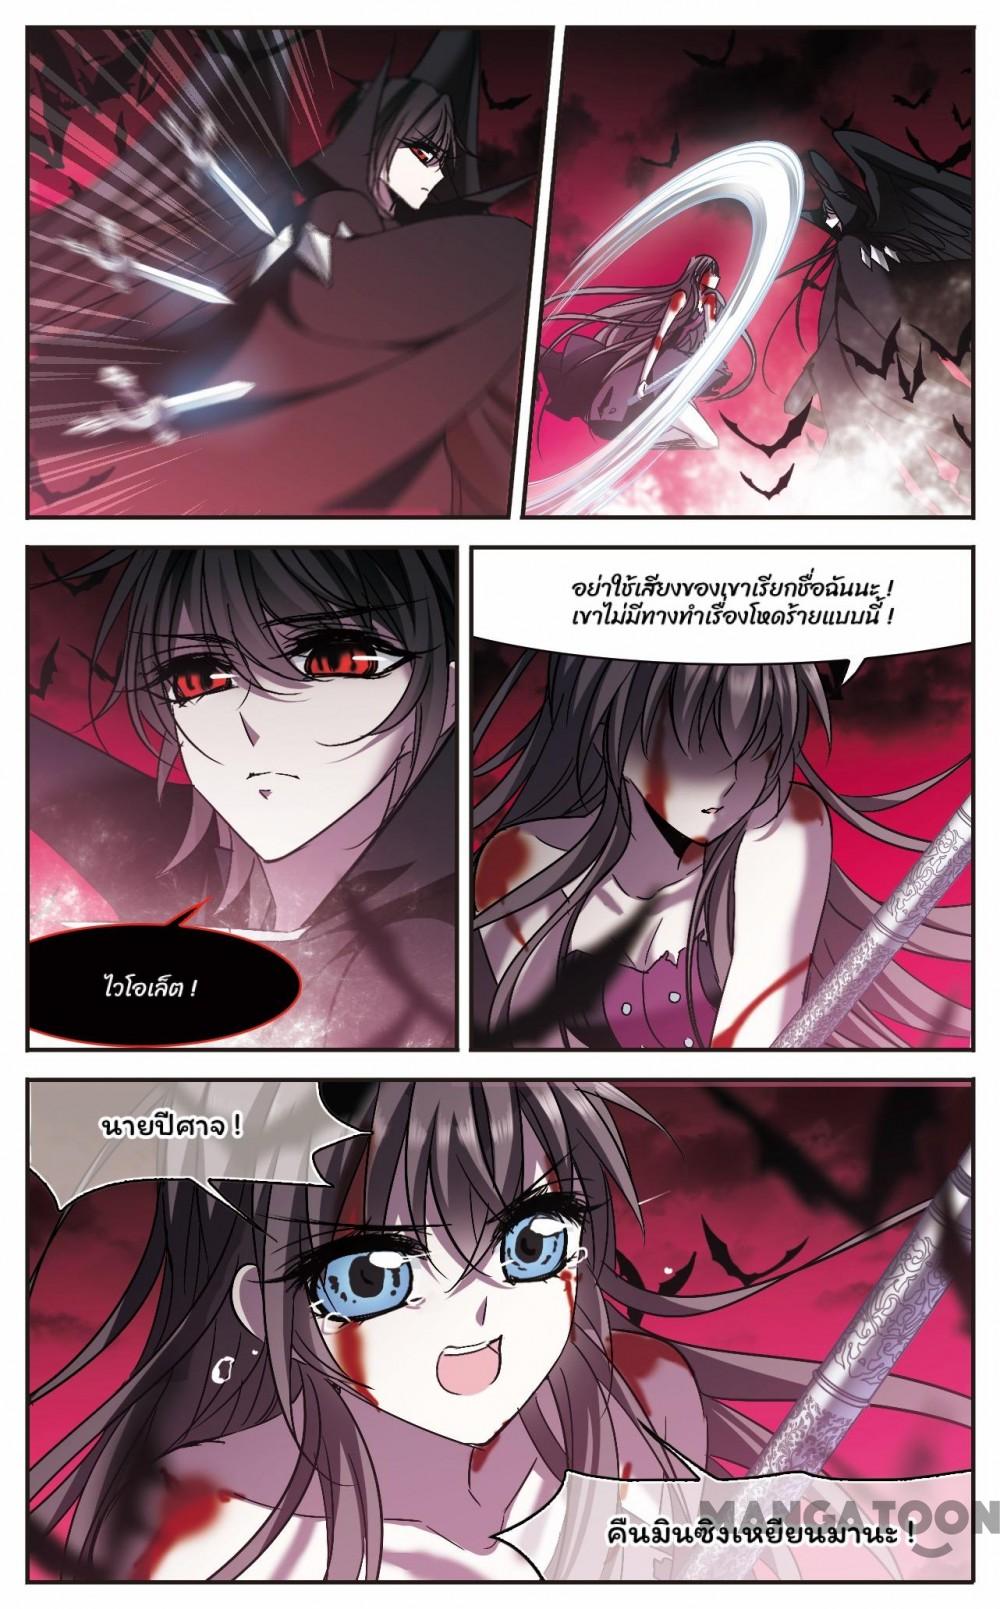 อย่าใช้เสียงของเขาเรียกชื่อฉันนะ !
เขาไม่มีทางทำเรื่องโหดร้ายแบบนี้ !
ไวโอเล็ต !
นายปีศาจ !
คืนมินซิงเหยียนมานะ !
MANGATOON